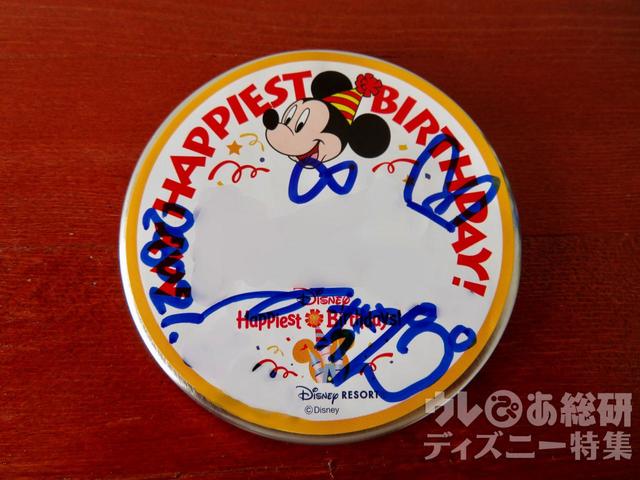 MY HAPPIEST BIRTHDAY!
Disney
Happiest Birthdays!
Disney RESORT
©Disney
ウレぴあ総研
ディズニー特集